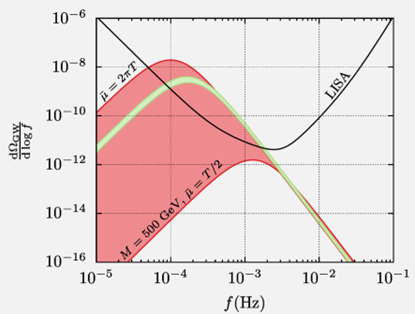 10⁻⁶
10⁻⁸
10⁻¹⁰
10⁻¹²
10⁻¹⁴
10⁻¹⁶
dΩ_GW
dlogf
μ̄ = 2πT
LISA
M = 500 GeV, μ̄ = T/2
10⁻⁵
10⁻⁴
10⁻³
10⁻²
10⁻¹
f(Hz)